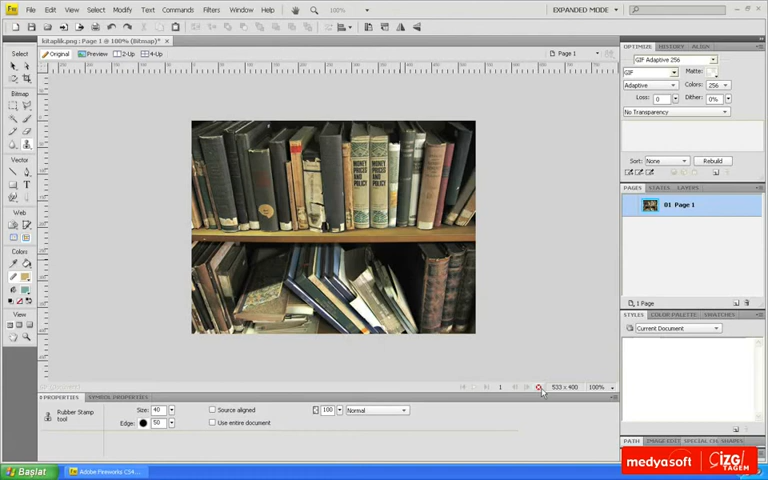 Fw File Edit View Select Modify Text Commands Filters Window Help 100% EXPANDED MODE
kitaplik.png : Page 1 @ 100% (Bitmap)*
Original Preview 2-Up 4-Up Page 1
Select
Bitmap
Vector
Web
Colors
View
MONEY PRICES AND POLICY
MONEY PRICES AND POLICY
OPTIMIZE HISTORY ALIGN
GIF Adaptive 256
GIF Matte:
Adaptive Colors: 256
Loss: 0 Dither: 0%
No Transparency
Sort: None Rebuild
PAGES STATES LAYERS
01 Page 1
1 Page
STYLES COLOR PALETTE SWATCHES
Current Document
1 533 x 400 100%
PROPERTIES SYMBOL PROPERTIES
Rubber Stamp tool
Size: 40 Source aligned 100 Normal
Edge: 50 Use entire document
PATH IMAGE EDIT SPECIAL CH SHAPES
Başlat Adobe Fireworks CS4...
medyasoft ÇİZGİ TAGEM